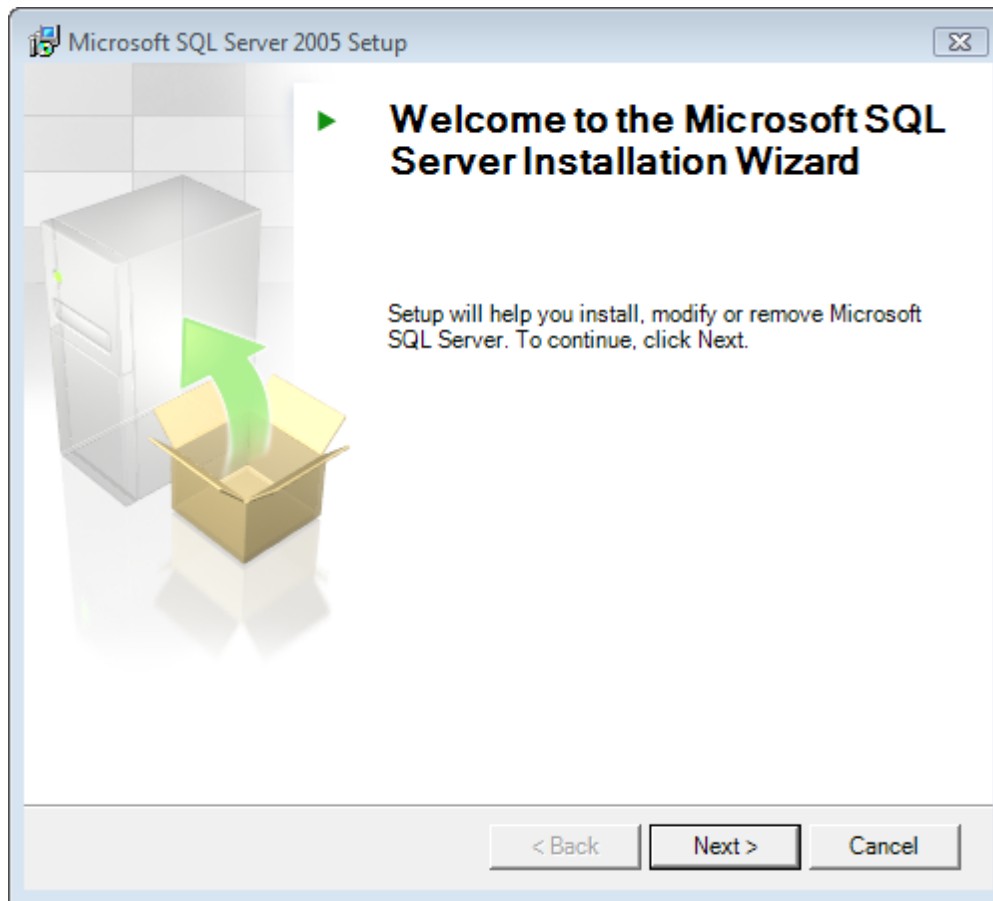 Microsoft SQL Server 2005 Setup
Welcome to the Microsoft SQL
Server Installation Wizard
Setup will help you install, modify or remove Microsoft
SQL Server. To continue, click Next.
< Back
Next >
Cancel